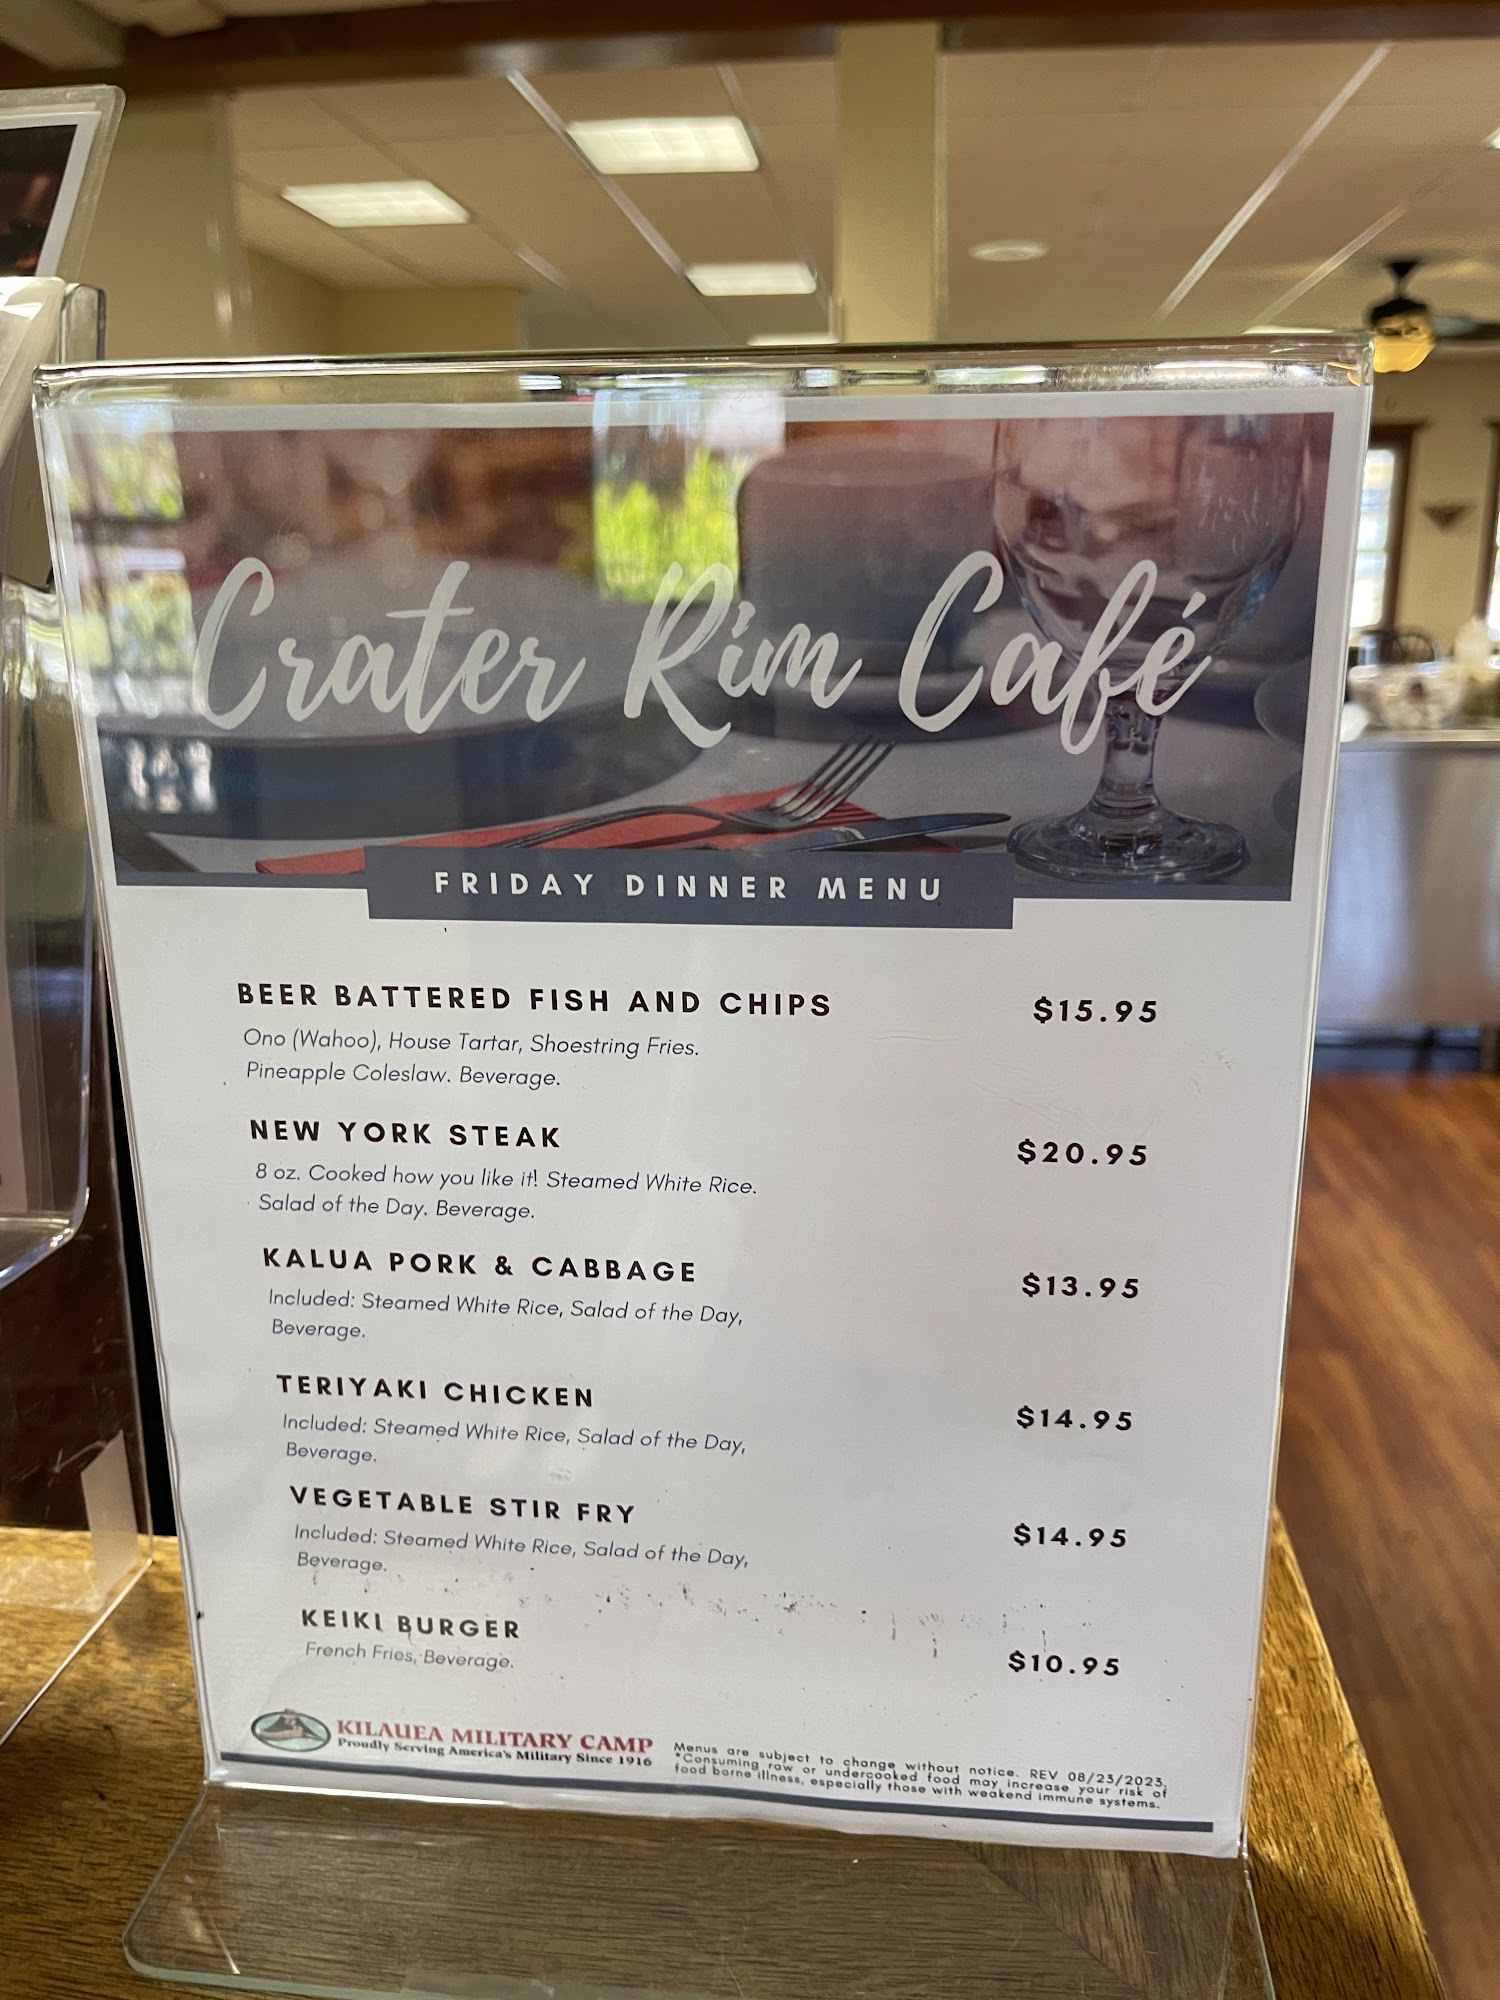 Crater Rim Café
FRIDAY DINNER MENU
BEER BATTERED FISH AND CHIPS $15.95
Ono (Wahoo), House Tartar, Shoestring Fries.
Pineapple Coleslaw. Beverage.
NEW YORK STEAK $20.95
8 oz. Cooked how you like it! Steamed White Rice.
Salad of the Day. Beverage.
KALUA PORK & CABBAGE $13.95
Included: Steamed White Rice, Salad of the Day,
Beverage.
TERIYAKI CHICKEN $14.95
Included: Steamed White Rice, Salad of the Day,
Beverage.
VEGETABLE STIR FRY $14.95
Included: Steamed White Rice, Salad of the Day,
Beverage.
KEIKI BURGER $10.95
French Fries, Beverage.
KILAUEA MILITARY CAMP
Proudly Serving America's Military Since 1916
Menus are subject to change without notice. REV 08/23/2023.
*Consuming raw or undercooked food may increase your risk of
food borne illness, especially those with weakend immune systems.